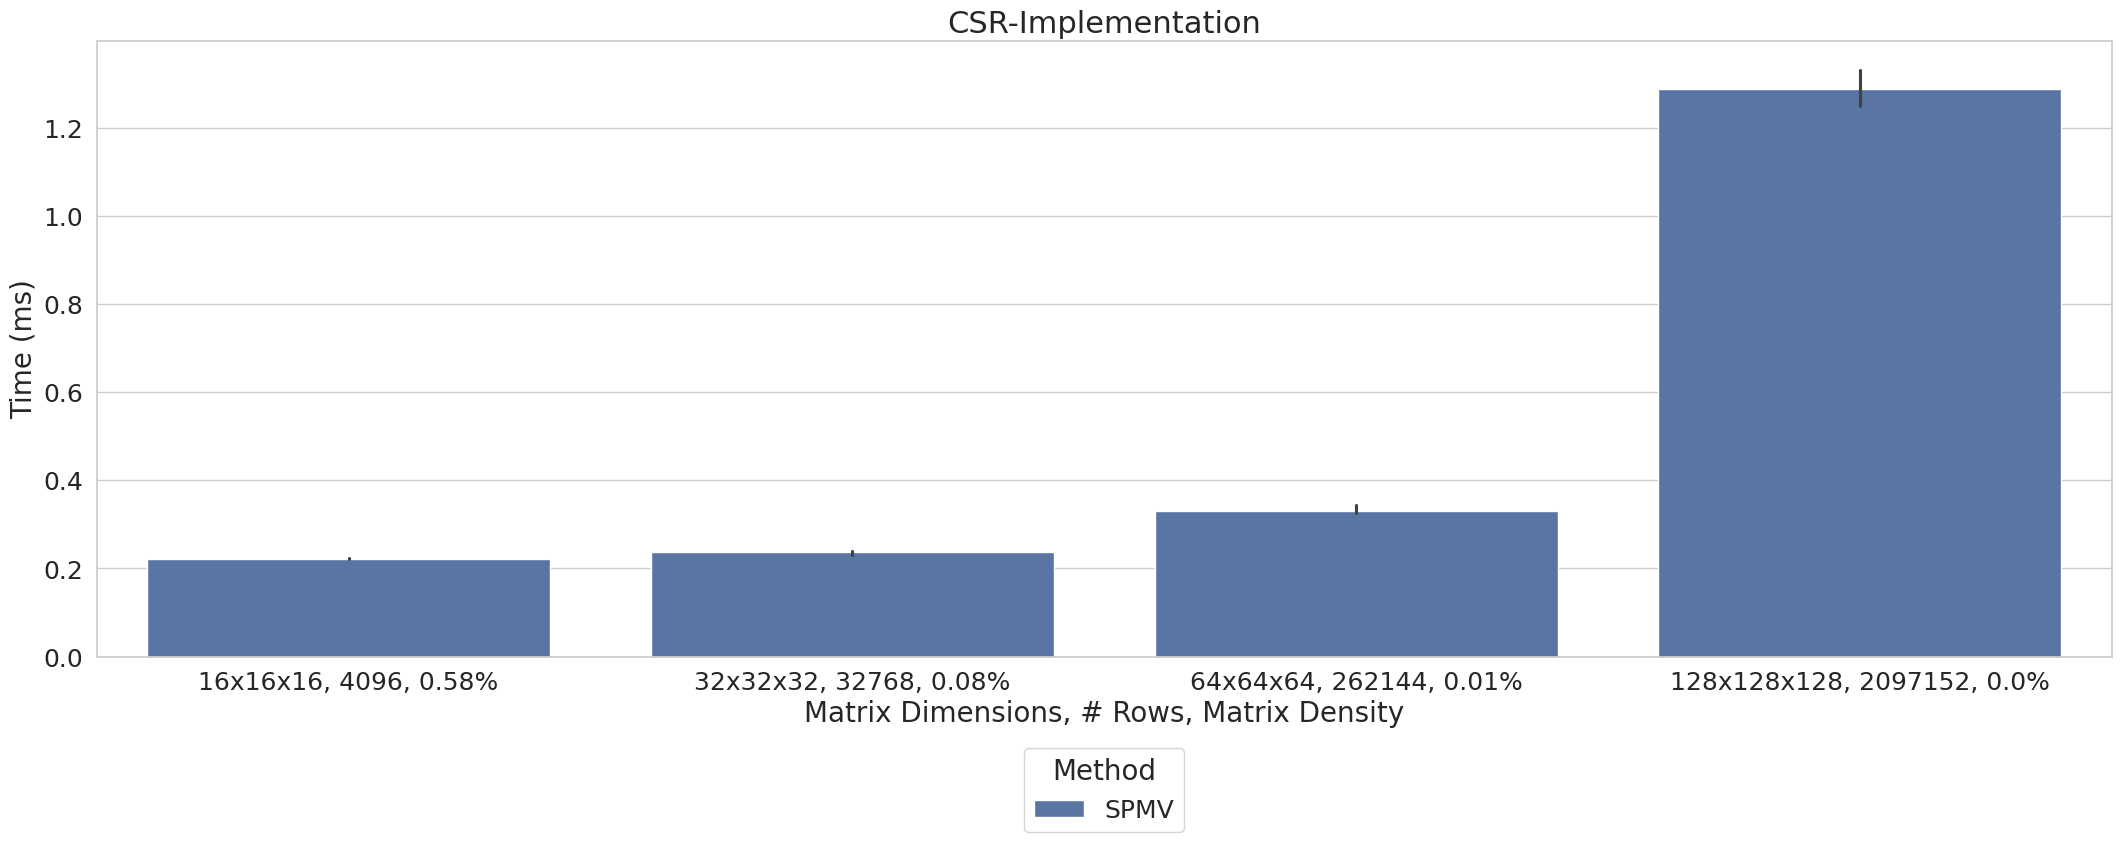 CSR-Implementation
Time (ms)
1.2
1.0
0.8
0.6
0.4
0.2
0.0
16x16x16, 4096, 0.58%
32x32x32, 32768, 0.08%
64x64x64, 262144, 0.01%
128x128x128, 2097152, 0.0%
Matrix Dimensions, # Rows, Matrix Density
Method
SPMV